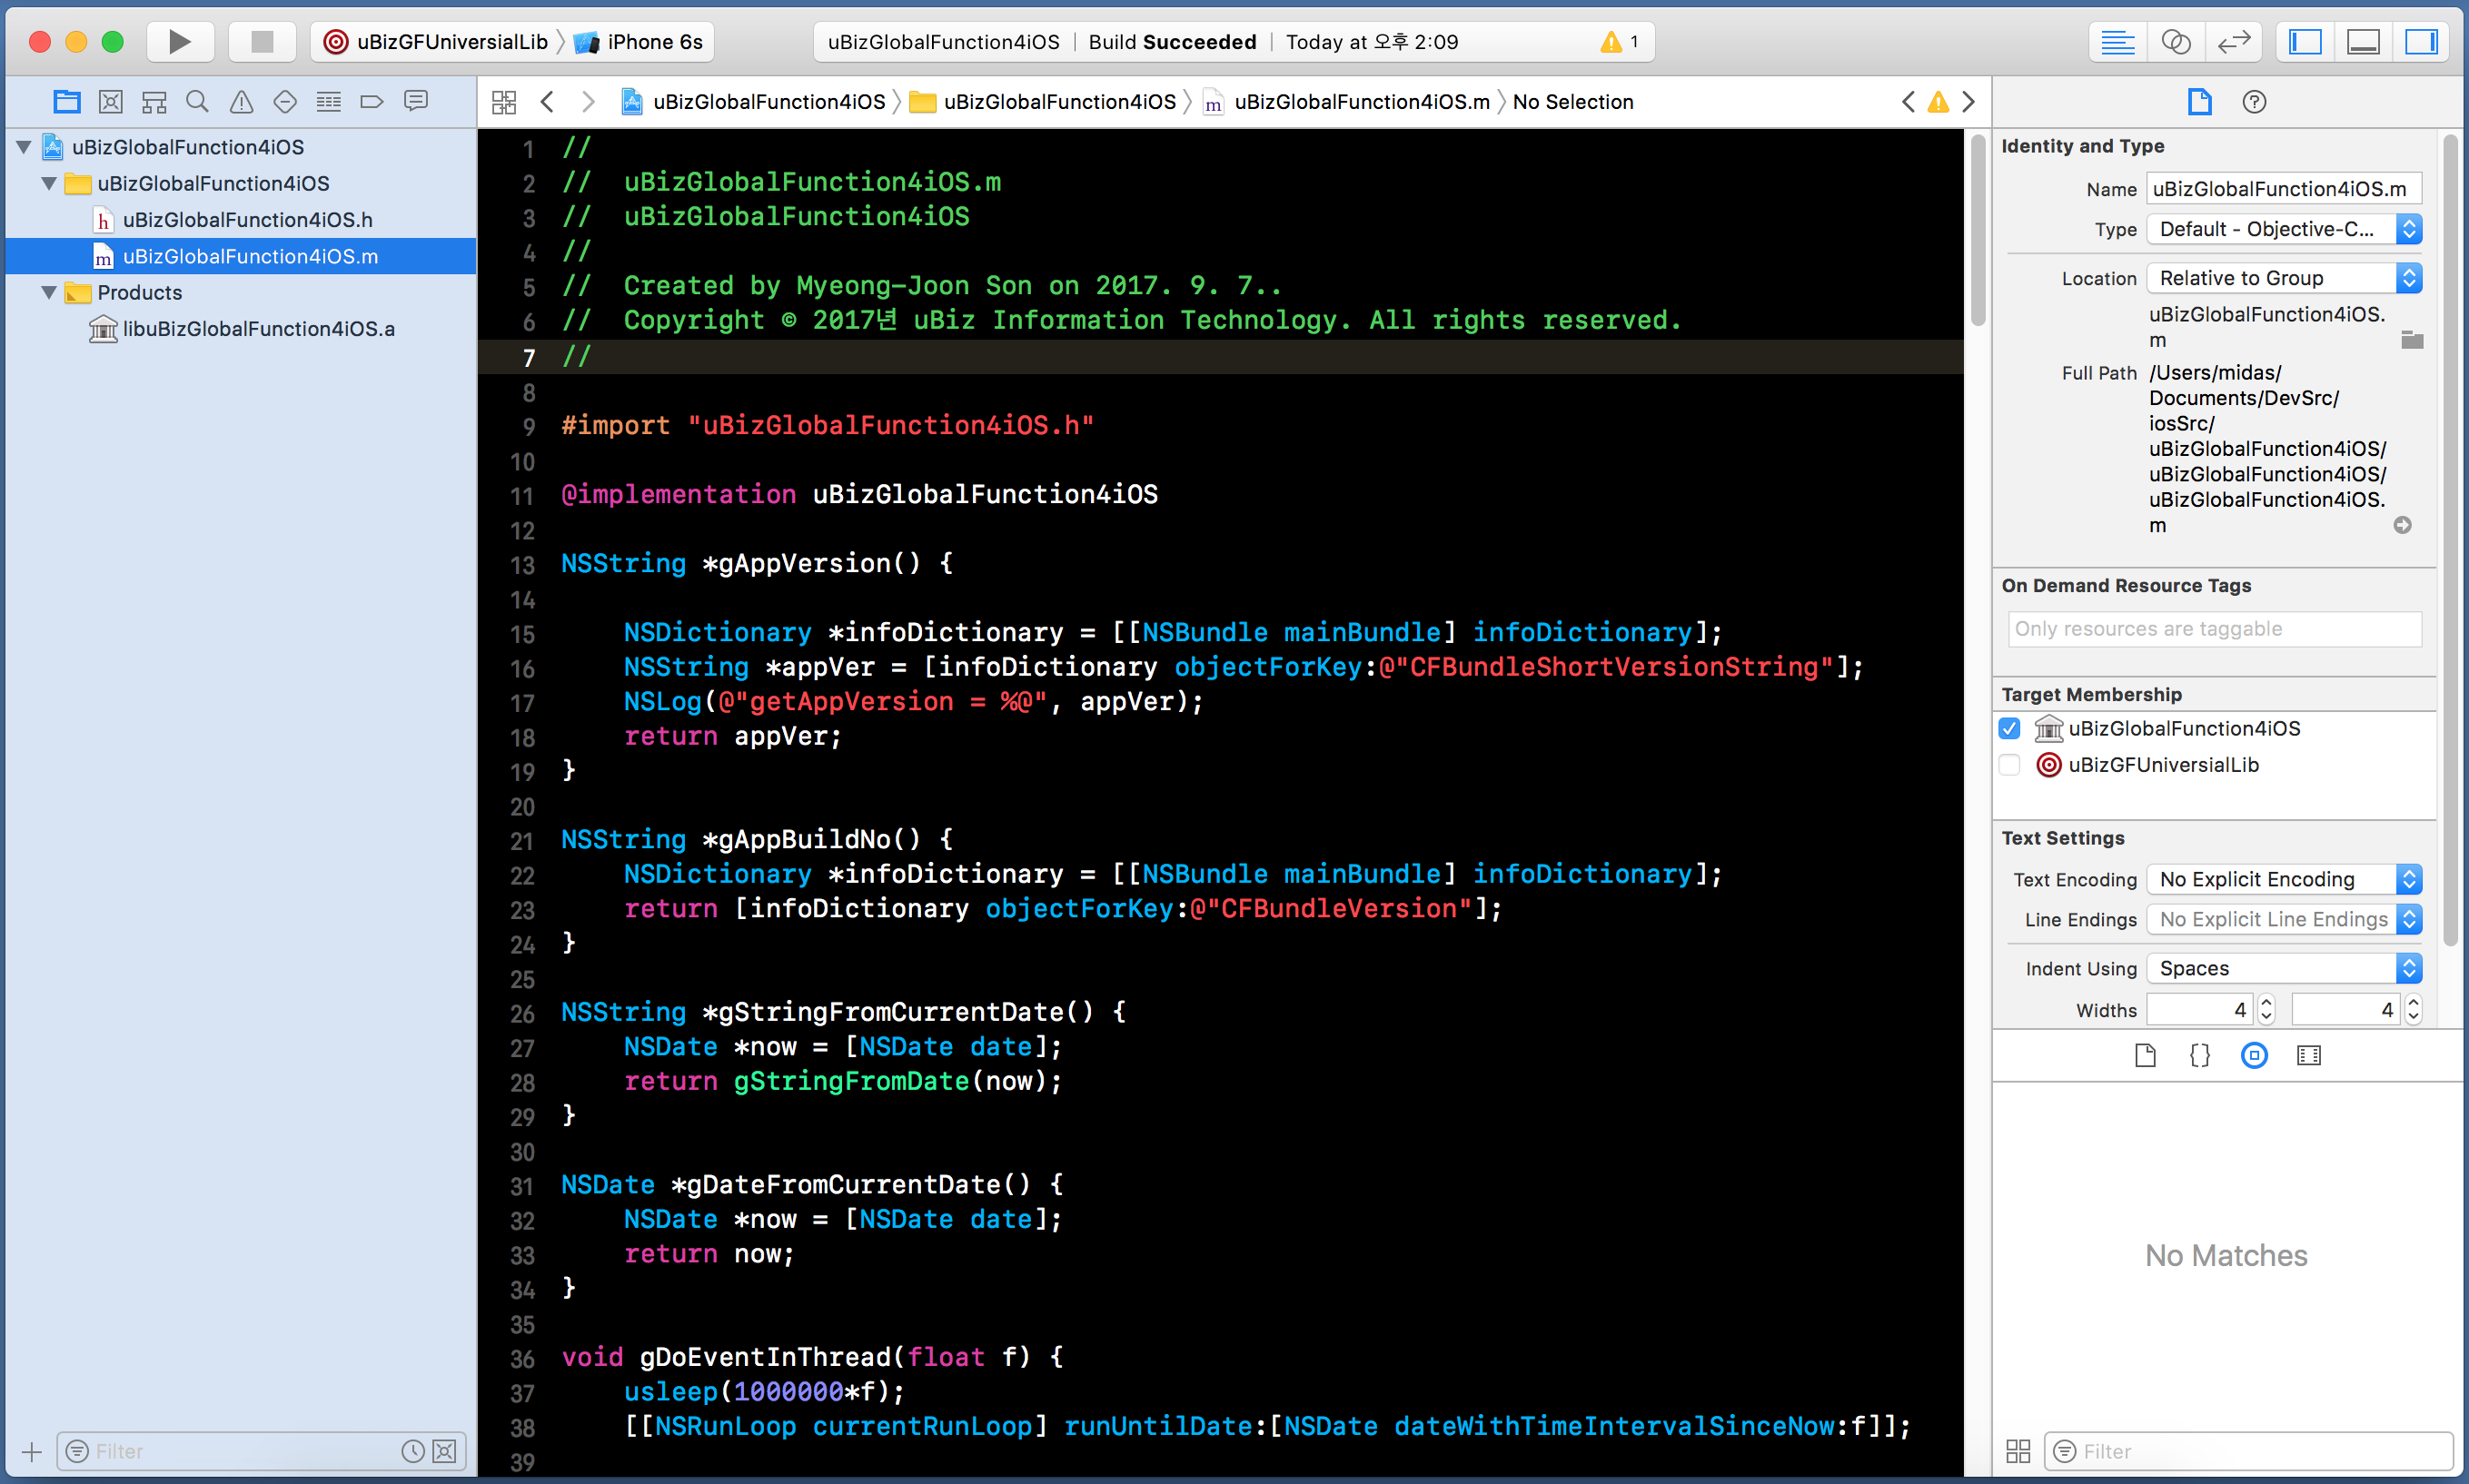 uBizGFUniversialLib 〉 iPhone 6s
uBizGlobalFunction4iOS | Build Succeeded | Today at 오후 2:09
1
uBizGlobalFunction4iOS 〉 uBizGlobalFunction4iOS 〉 m uBizGlobalFunction4iOS.m 〉 No Selection
uBizGlobalFunction4iOS
uBizGlobalFunction4iOS
h uBizGlobalFunction4iOS.h
m uBizGlobalFunction4iOS.m
Products
libuBizGlobalFunction4iOS.a
Filter
1 //
2 //  uBizGlobalFunction4iOS.m
3 //  uBizGlobalFunction4iOS
4 //
5 //  Created by Myeong-Joon Son on 2017. 9. 7..
6 //  Copyright © 2017년 uBiz Information Technology. All rights reserved.
7 //
8
9 #import "uBizGlobalFunction4iOS.h"
10
11 @implementation uBizGlobalFunction4iOS
12
13 NSString *gAppVersion() {
14
15     NSDictionary *infoDictionary = [[NSBundle mainBundle] infoDictionary];
16     NSString *appVer = [infoDictionary objectForKey:@"CFBundleShortVersionString"];
17     NSLog(@"getAppVersion = %@", appVer);
18     return appVer;
19 }
20
21 NSString *gAppBuildNo() {
22     NSDictionary *infoDictionary = [[NSBundle mainBundle] infoDictionary];
23     return [infoDictionary objectForKey:@"CFBundleVersion"];
24 }
25
26 NSString *gStringFromCurrentDate() {
27     NSDate *now = [NSDate date];
28     return gStringFromDate(now);
29 }
30
31 NSDate *gDateFromCurrentDate() {
32     NSDate *now = [NSDate date];
33     return now;
34 }
35
36 void gDoEventInThread(float f) {
37     usleep(1000000*f);
38     [[NSRunLoop currentRunLoop] runUntilDate:[NSDate dateWithTimeIntervalSinceNow:f]];
39
Identity and Type
Name uBizGlobalFunction4iOS.m
Type Default - Objective-C...
Location Relative to Group
uBizGlobalFunction4iOS.
m
Full Path /Users/midas/
Documents/DevSrc/
iosSrc/
uBizGlobalFunction4iOS/
uBizGlobalFunction4iOS/
uBizGlobalFunction4iOS.
m
On Demand Resource Tags
Only resources are taggable
Target Membership
uBizGlobalFunction4iOS
uBizGFUniversialLib
Text Settings
Text Encoding No Explicit Encoding
Line Endings No Explicit Line Endings
Indent Using Spaces
Widths 4 4
{}
No Matches
Filter